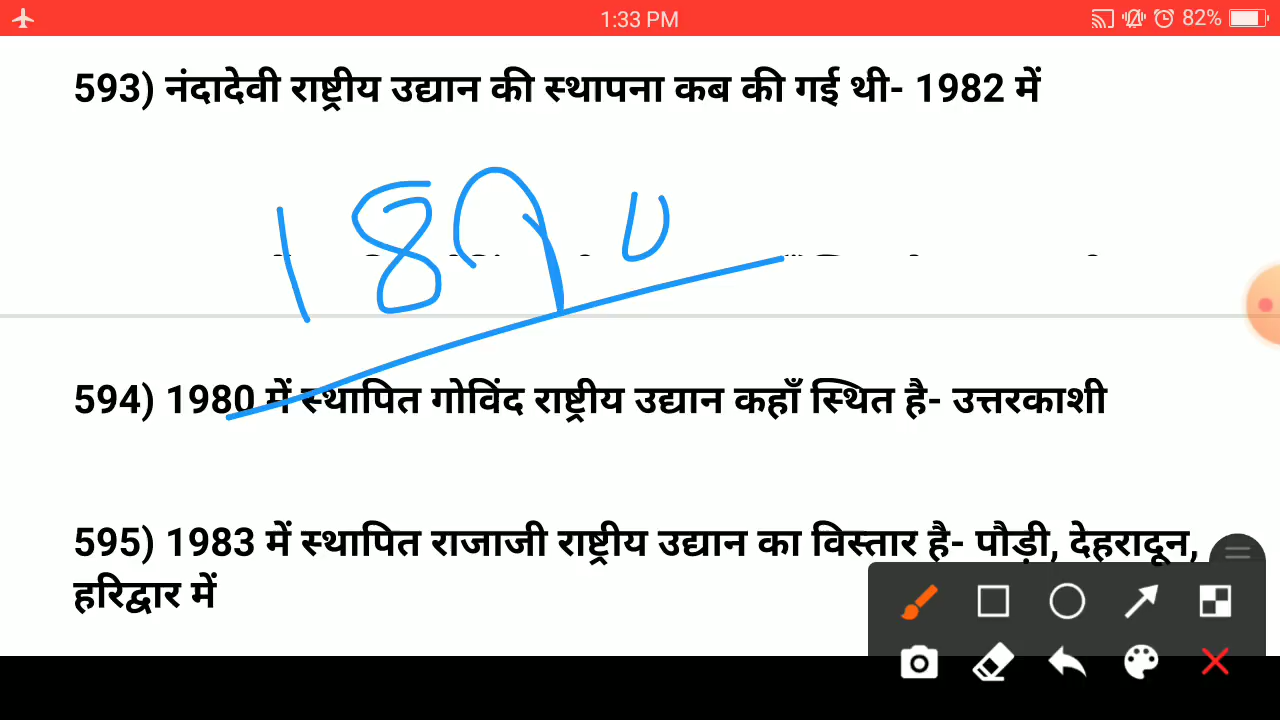 1:33 PM
82%
593) नंदादेवी राष्ट्रीय उद्यान की स्थापना कब की गई थी- 1982 में
594) 1980 में स्थापित गोविंद राष्ट्रीय उद्यान कहाँ स्थित है- उत्तरकाशी
595) 1983 में स्थापित राजाजी राष्ट्रीय उद्यान का विस्तार है- पौड़ी, देहरादून,
हरिद्वार में